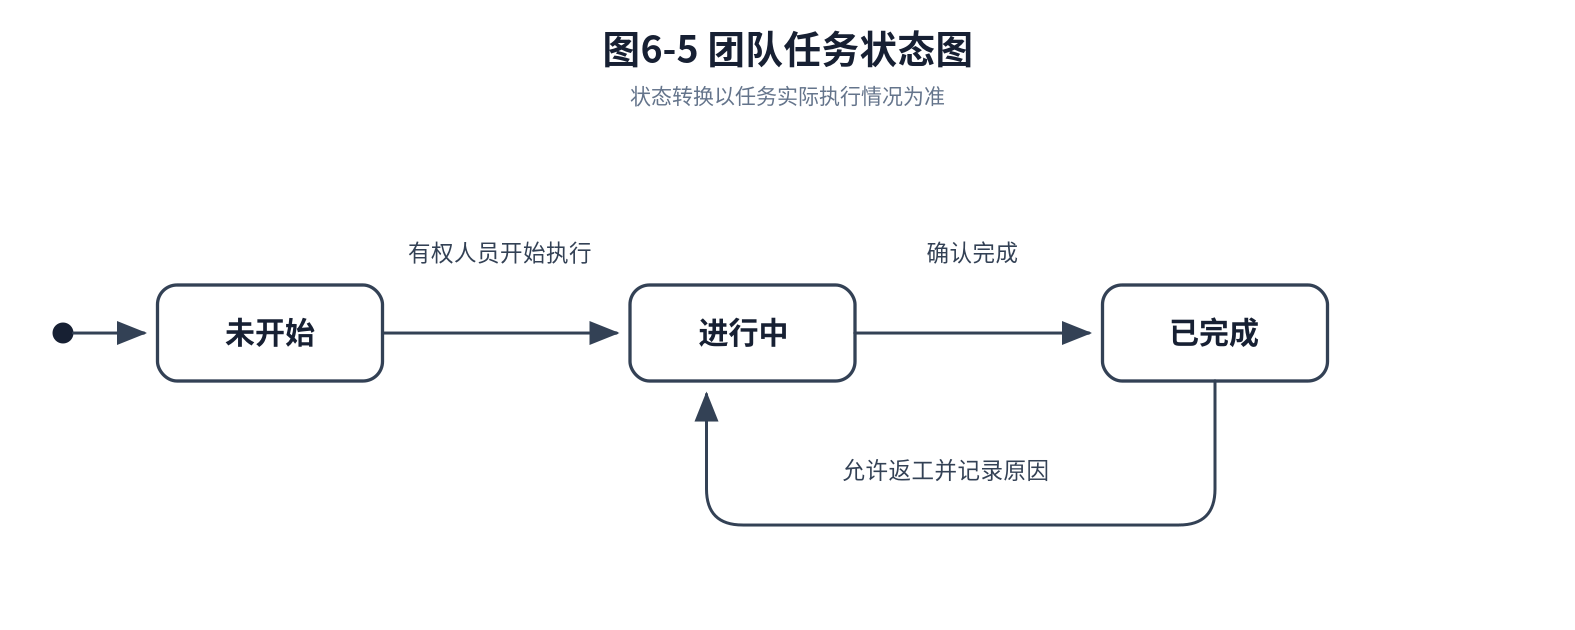 图6-5 团队任务状态图
状态转换以任务实际执行情况为准
有权人员开始执行
确认完成
未开始
进行中
已完成
允许返工并记录原因